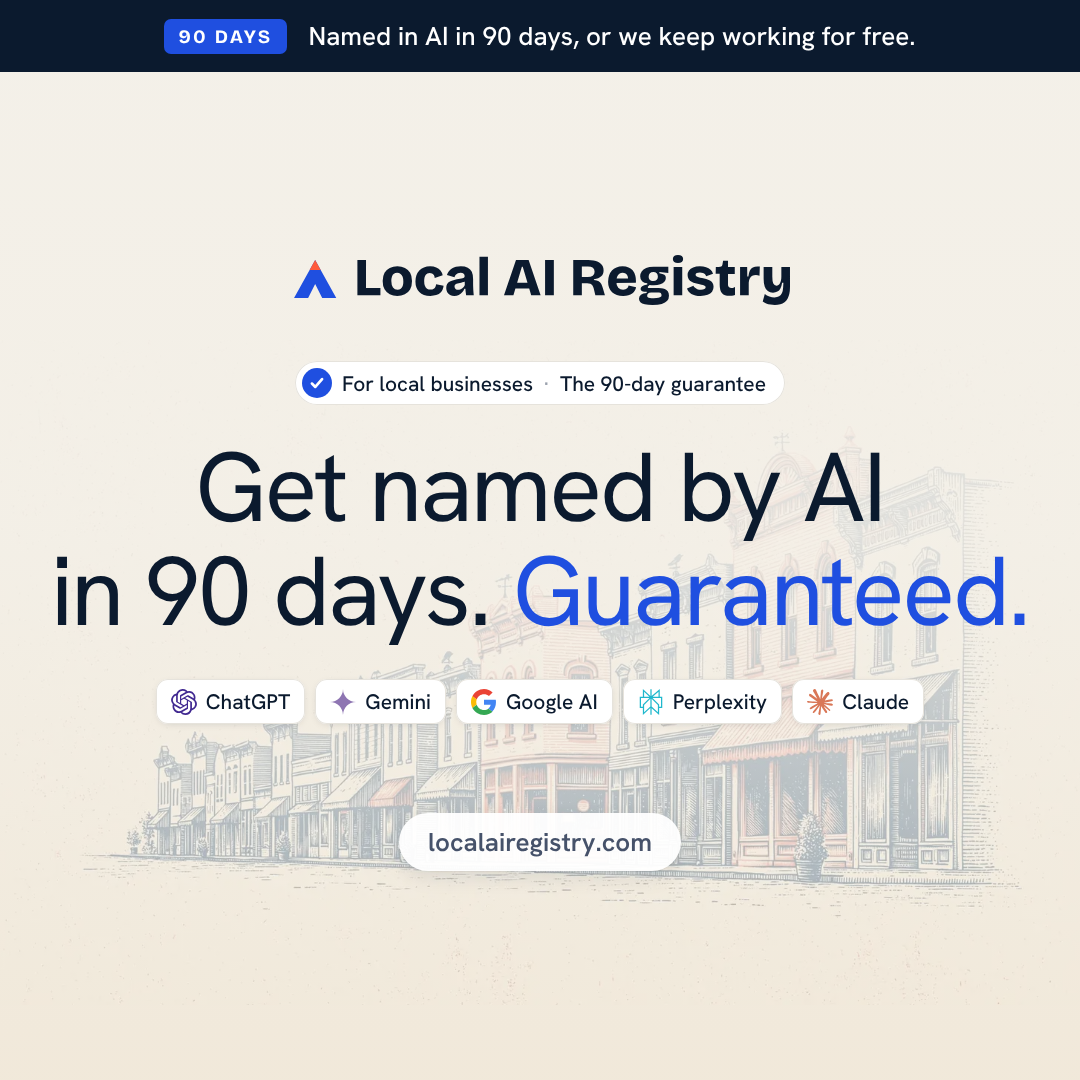 90 DAYS Named in AI in 90 days, or we keep working for free.
Local AI Registry
For local businesses · The 90-day guarantee
Get named by AI
in 90 days. Guaranteed.
ChatGPT Gemini Google AI Perplexity Claude
localairegistry.com